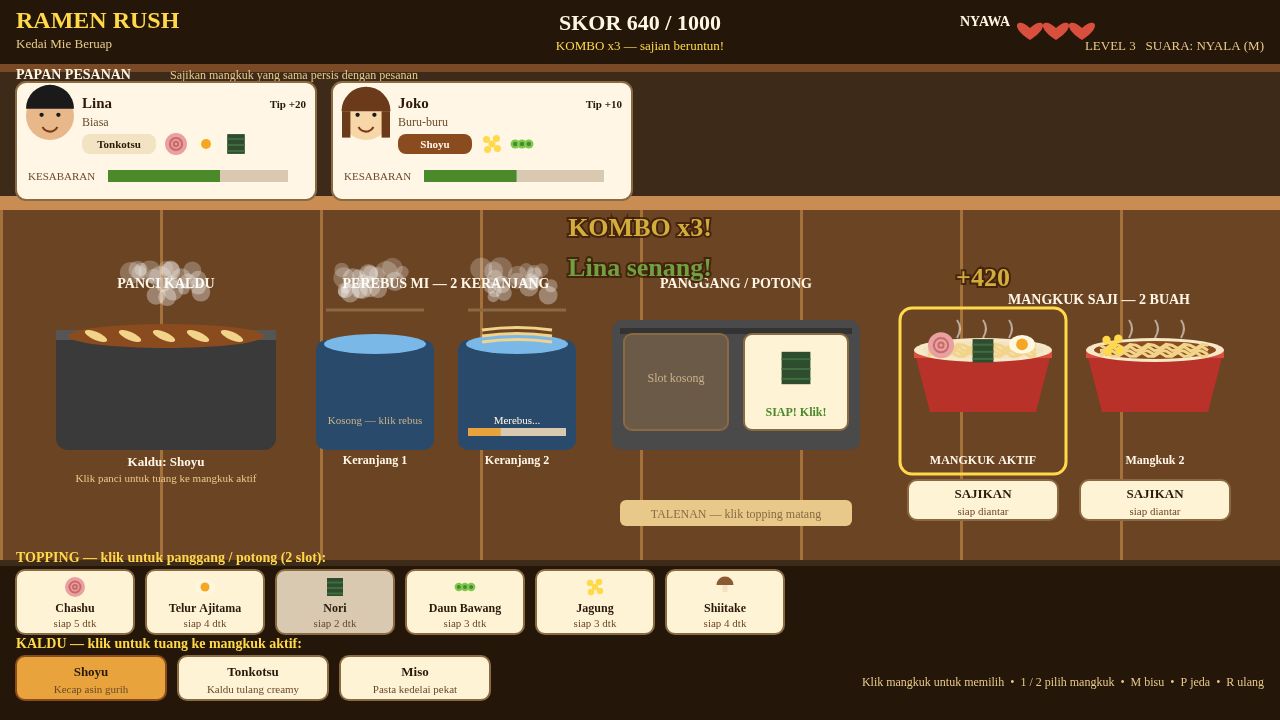 RAMEN RUSH
Kedai Mie Beruap
SKOR 640 / 1000
KOMBO x3 — sajian beruntun!
NYAWA
LEVEL 3 SUARA: NYALA (M)
PAPAN PESANAN
Sajikan mangkuk yang sama persis dengan pesanan
Lina
Tip +20
Biasa
Tonkotsu
KESABARAN
Joko
Tip +10
Buru-buru
Shoyu
KESABARAN
KOMBO x3!
Lina senang!
+420
PANCI KALDU
PEREBUS MI — 2 KERANJANG
PANGGANG / POTONG
MANGKUK SAJI — 2 BUAH
Slot kosong
SIAP! Klik!
Kosong — klik rebus
Merebus...
Kaldu: Shoyu
Klik panci untuk tuang ke mangkuk aktif
Keranjang 1
Keranjang 2
MANGKUK AKTIF
Mangkuk 2
SAJIKAN
siap diantar
SAJIKAN
siap diantar
TALENAN — klik topping matang
TOPPING — klik untuk panggang / potong (2 slot):
Chashu
siap 5 dtk
Telur Ajitama
siap 4 dtk
Nori
siap 2 dtk
Daun Bawang
siap 3 dtk
Jagung
siap 3 dtk
Shiitake
siap 4 dtk
KALDU — klik untuk tuang ke mangkuk aktif:
Shoyu
Kecap asin gurih
Tonkotsu
Kaldu tulang creamy
Miso
Pasta kedelai pekat
Klik mangkuk untuk memilih • 1 / 2 pilih mangkuk • M bisu • P jeda • R ulang